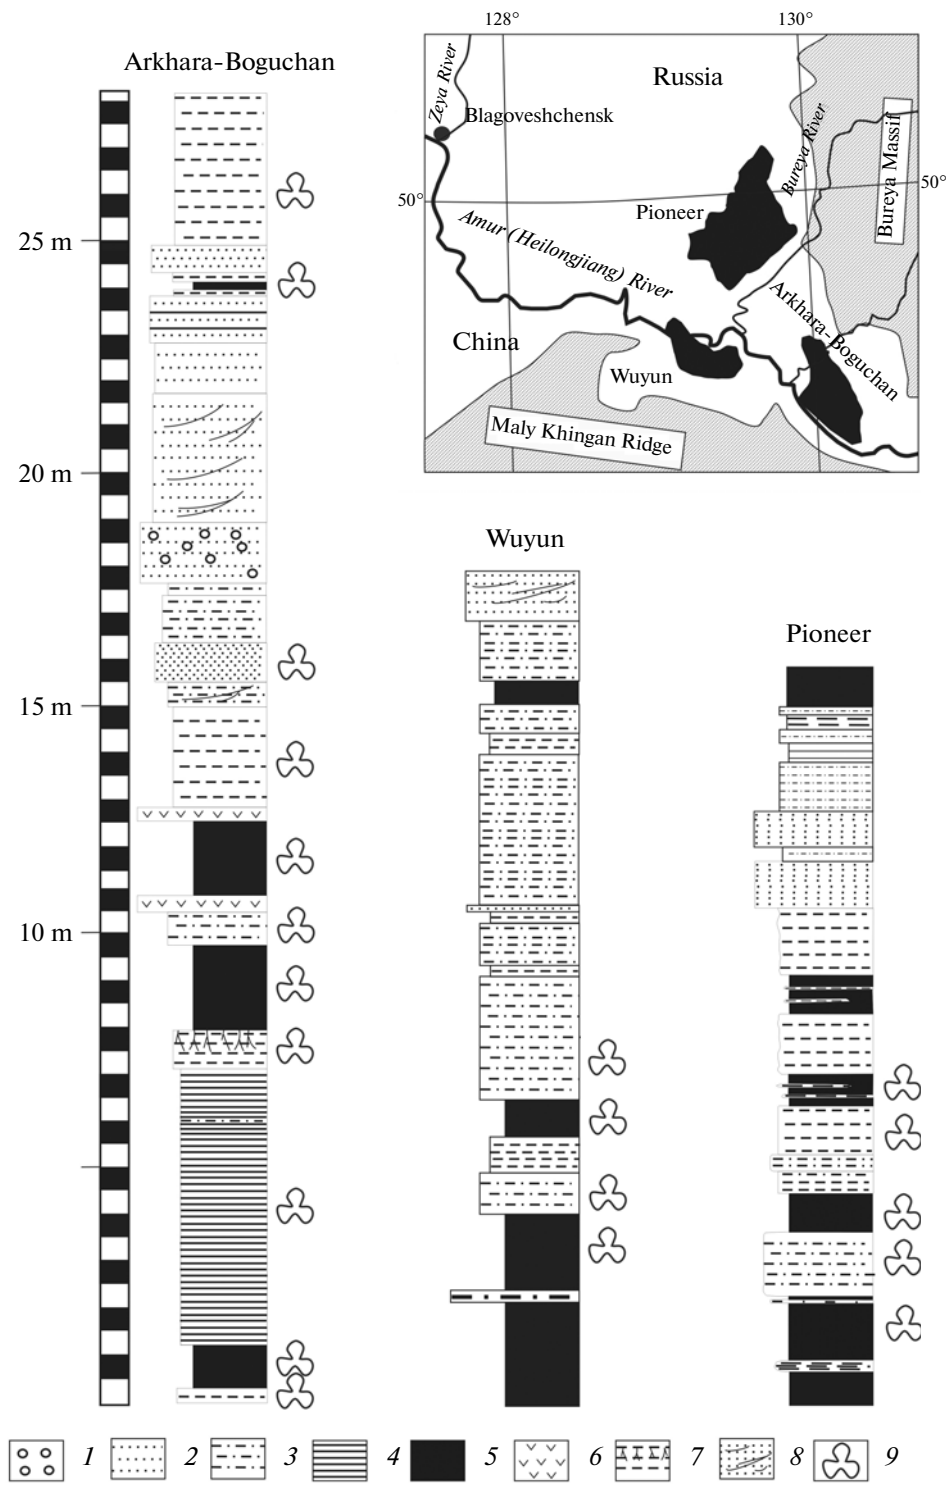 128°
130°
Arkhara-Boguchan
Russia
Zeya River
Blagoveshchensk
Bureya River
Bureya Massif
50°
50°
Pioneer
Amur (Heilongjiang) River
25 m
Arkhara-Boguchan
China
Wuyun
Maly Khingan Ridge
20 m
Wuyun
Pioneer
15 m
10 m
1 2 3 4 5 6 7 8 9